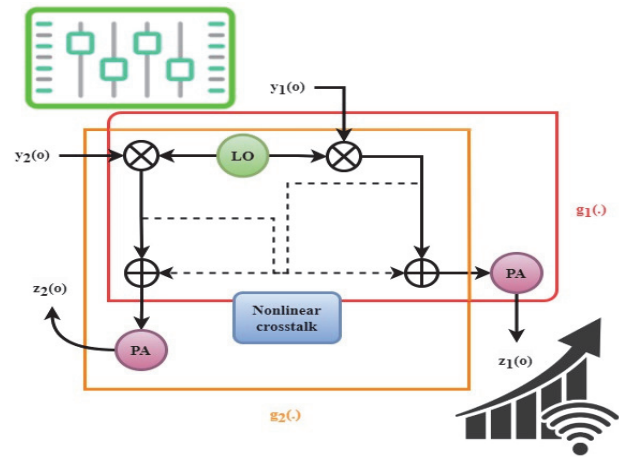 y1(o)
y2(o)
LO
g1(.)
PA
z2(o)
Nonlinear
crosstalk
PA
z1(o)
g2(.)